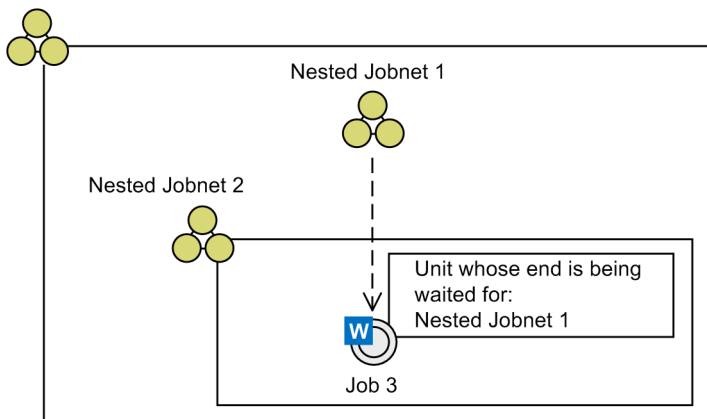 Nested Jobnet 1
Nested Jobnet 2
Unit whose end is being
waited for:
Nested Jobnet 1
W
Job 3